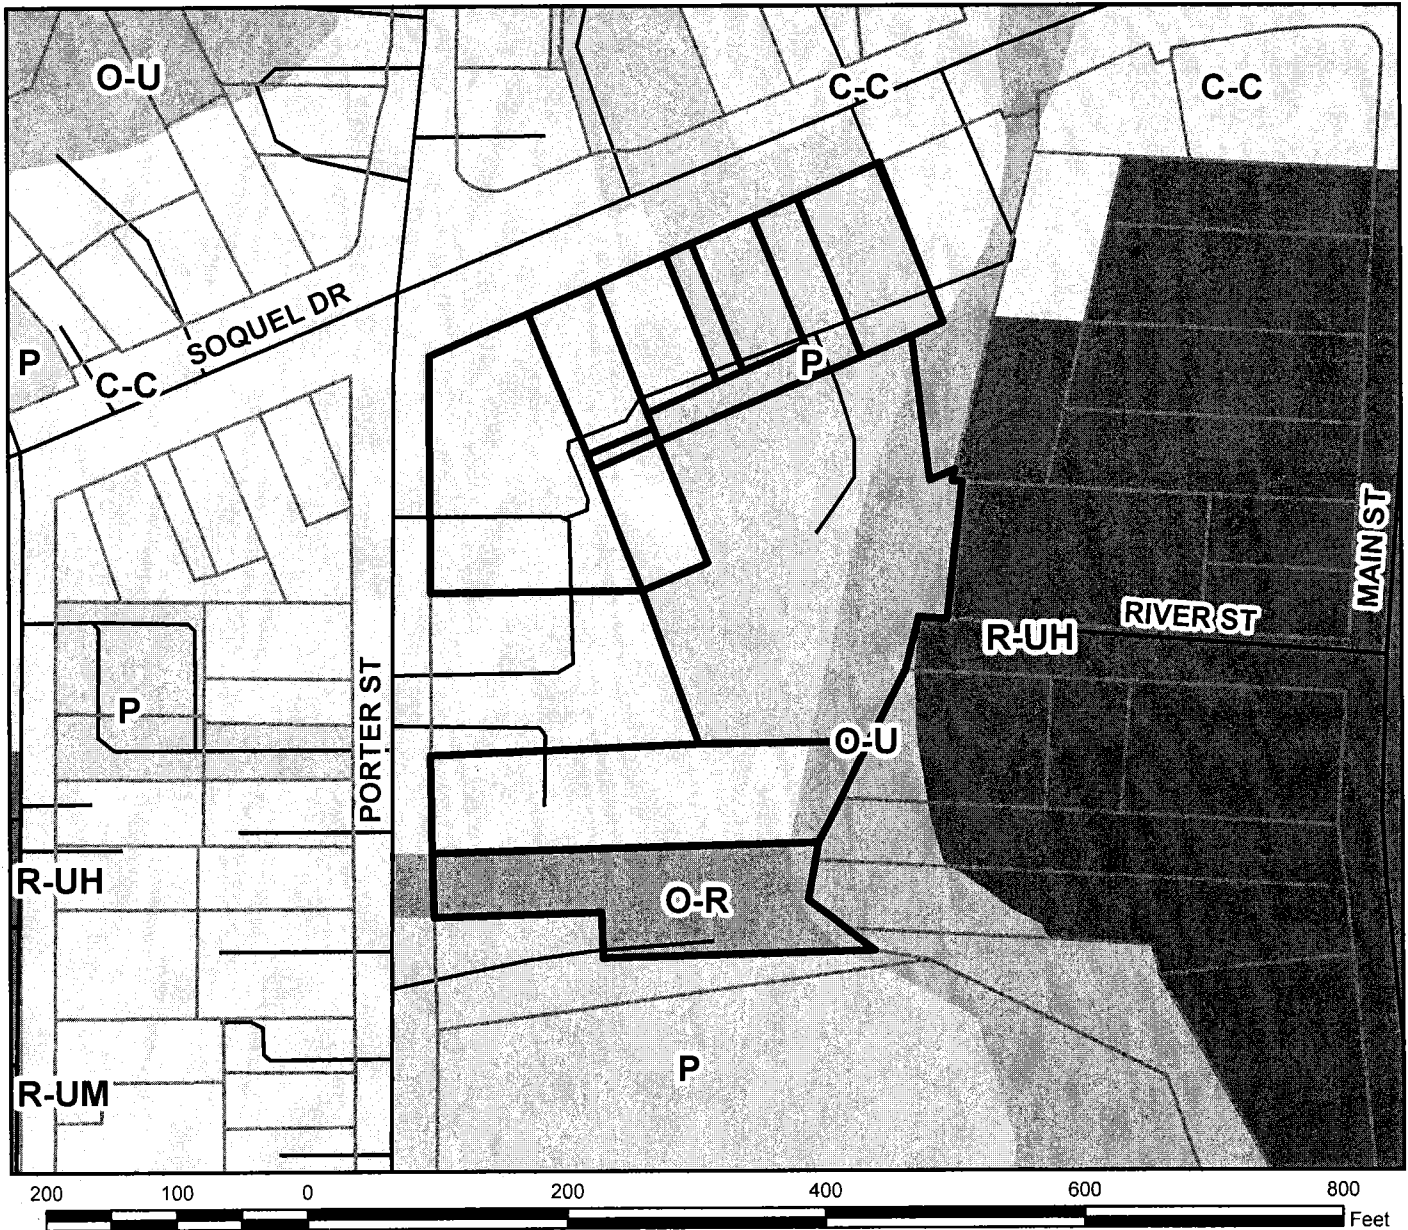 O-U
C-C
C-C
SOQUEL DR
P
C-C
P
MAIN ST
RIVER ST
R-UH
P
PORTER ST
O-U
R-UH
O-R
P
R-UM
200 100 0 200 400 600 800
Feet